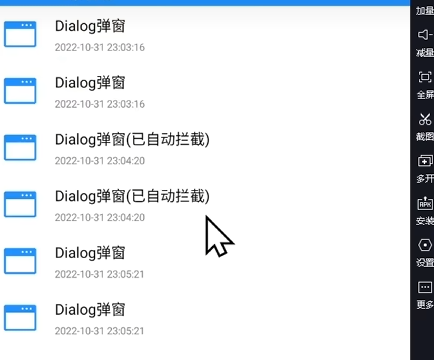 Dialog弹窗
2022-10-31 23:03:16
Dialog弹窗
2022-10-31 23:03:16
Dialog弹窗(已自动拦截)
2022-10-31 23:04:20
Dialog弹窗(已自动拦截)
2022-10-31 23:04:20
Dialog弹窗
2022-10-31 23:05:21
Dialog弹窗
2022-10-31 23:05:21
加量
减量
全屏
截图
多开
APK
安装
设置
更多